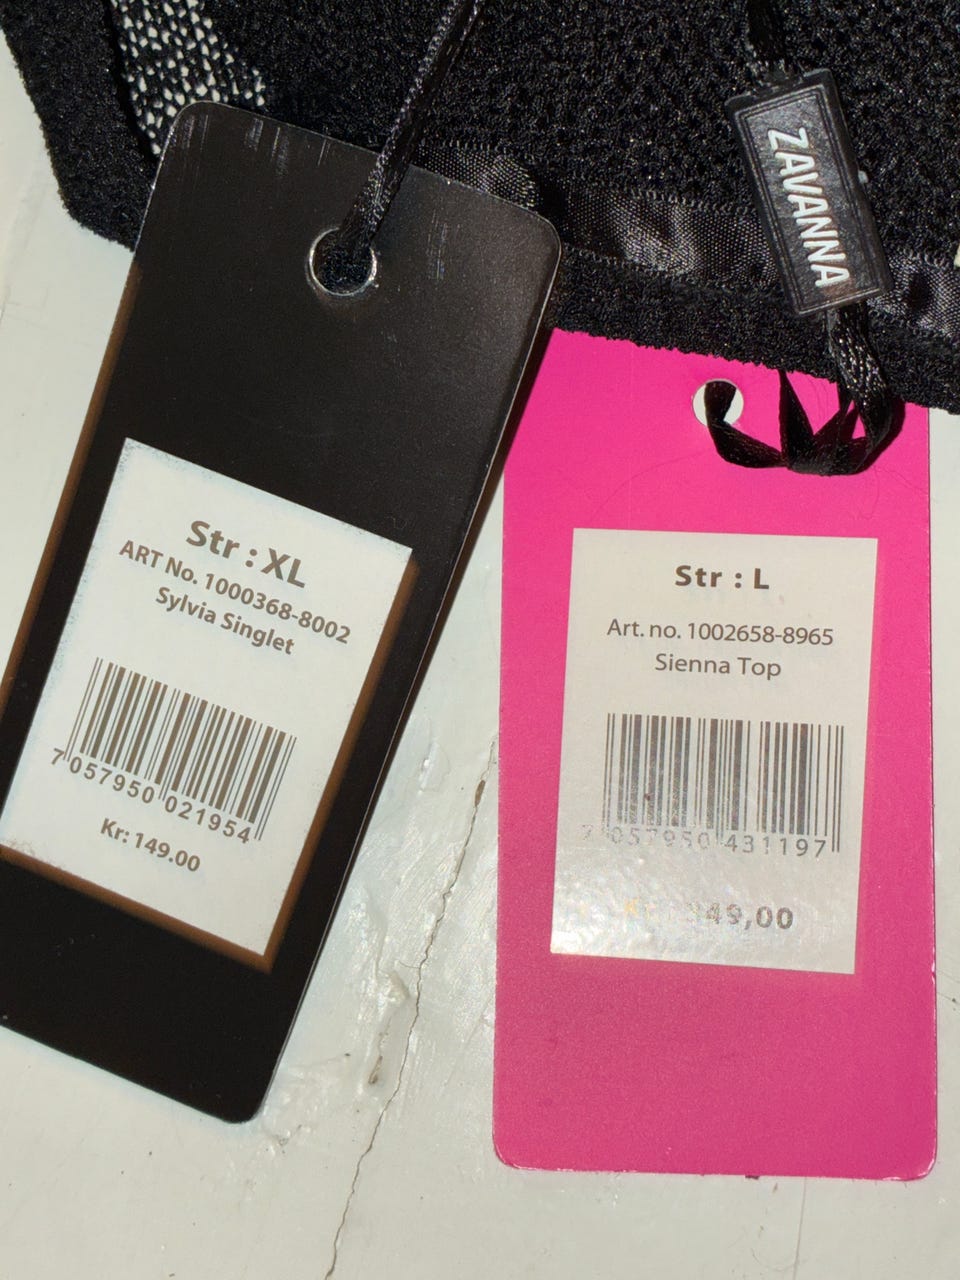 ZAVANNA
Str : XL
ART No. 1000368-8002
Sylvia Singlet
7 057950 021954
Kr: 149.00
Str : L
Art. no. 1002658-8965
Sienna Top
7 057950 431197